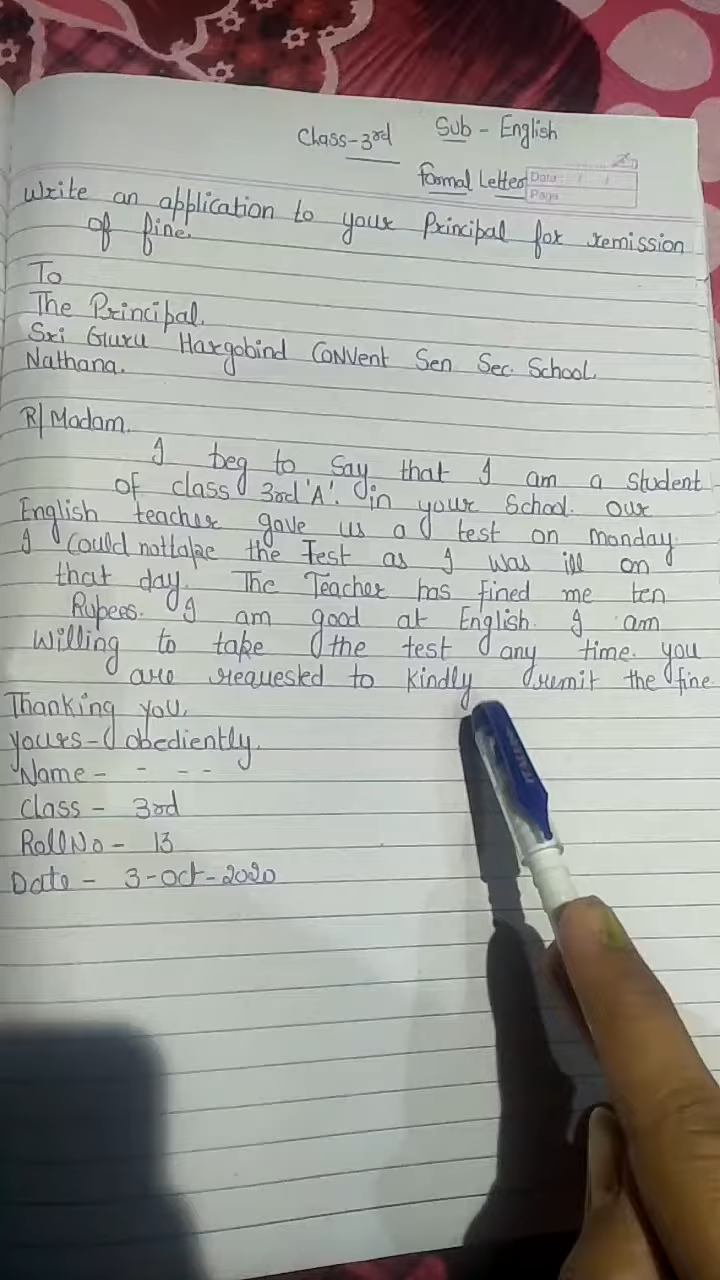 Class-3rd Sub - English
Formal Letter
Date : / /
Page
Write an application to your Principal for remission
of fine.
To
The Principal.
Sri Guru Hargobind Convent Sen Sec. School.
Nathana.
R/Madam.
I beg to say that I am a student
of class 3rd 'A'. in your School. Our
English teacher gave us a test on monday.
I Could nottake the Test as I was ill on
that day. The Teacher has fined me ten
Rupees. I am good at English. I am
willing to take the test any time. you
are requested to kindly remit the fine
Thanking you.
yours - obediently.
Name - - - -
Class - 3rd
Roll No - 13
Date - 3-Oct-2020